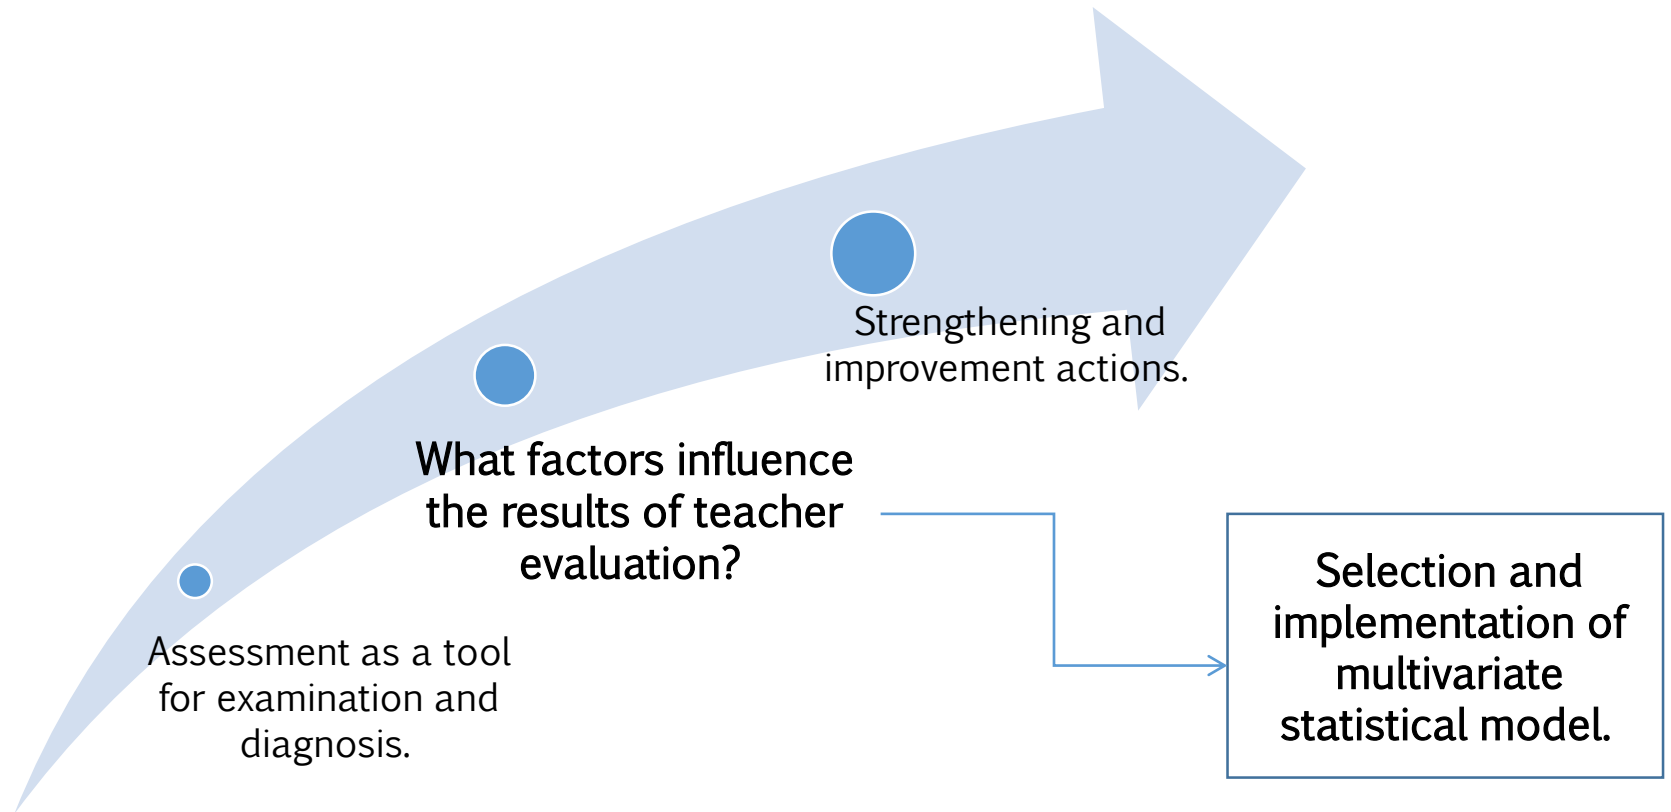 Strengthening and
improvement actions.
What factors influence
the results of teacher
evaluation?
Selection and
implementation of
multivariate
statistical model.
Assessment as a tool
for examination and
diagnosis.